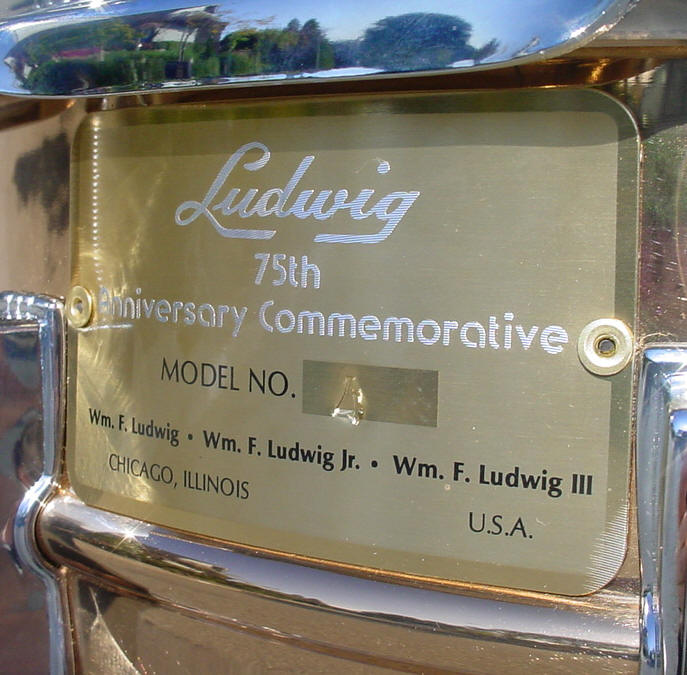 Ludwig
75th
Anniversary Commemorative
MODEL NO.
Wm. F. Ludwig • Wm. F. Ludwig Jr. • Wm. F. Ludwig III
CHICAGO, ILLINOIS
U.S.A.